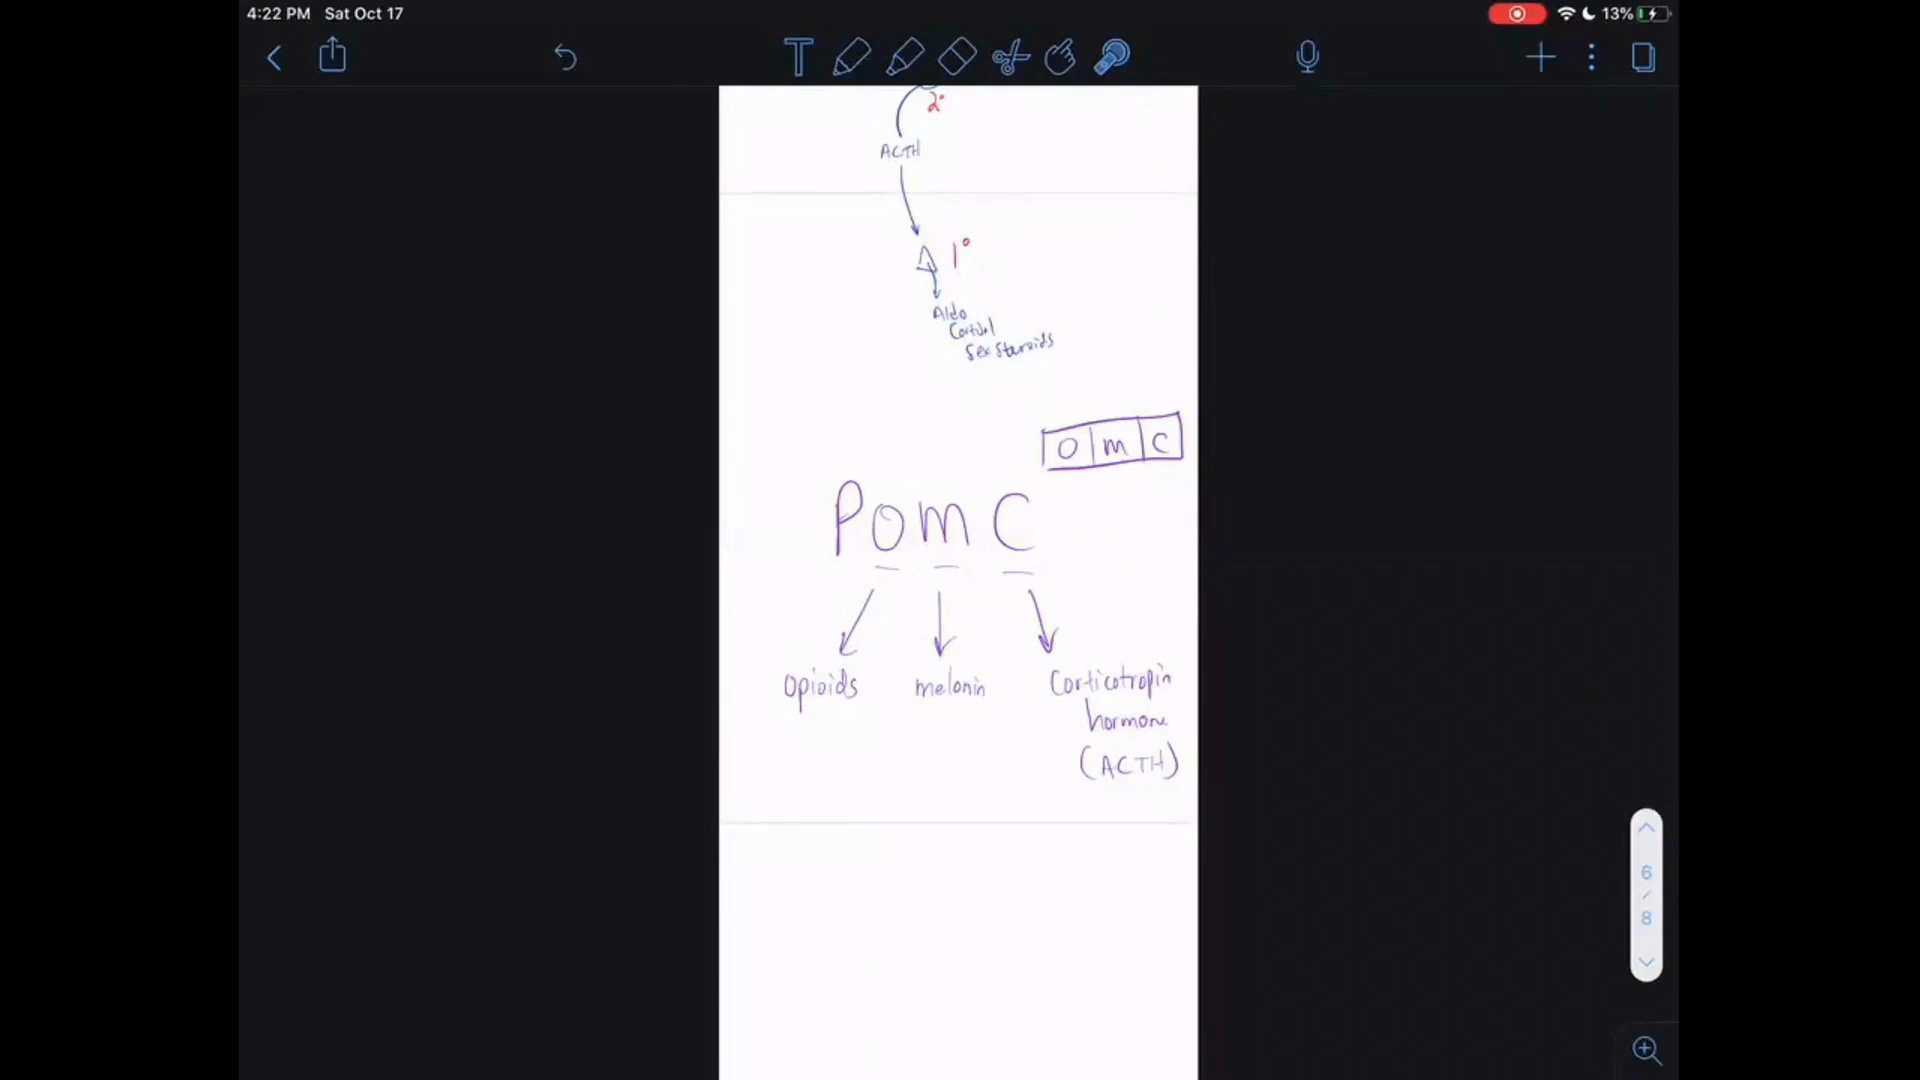 4:22 PM Sat Oct 17
13%
T
2°
ACTH
1°
Aldo
Cortisol
Sex Steroids
O m C
POMC
Opioids melanin Corticotropin
hormone
(ACTH)
6
/
8